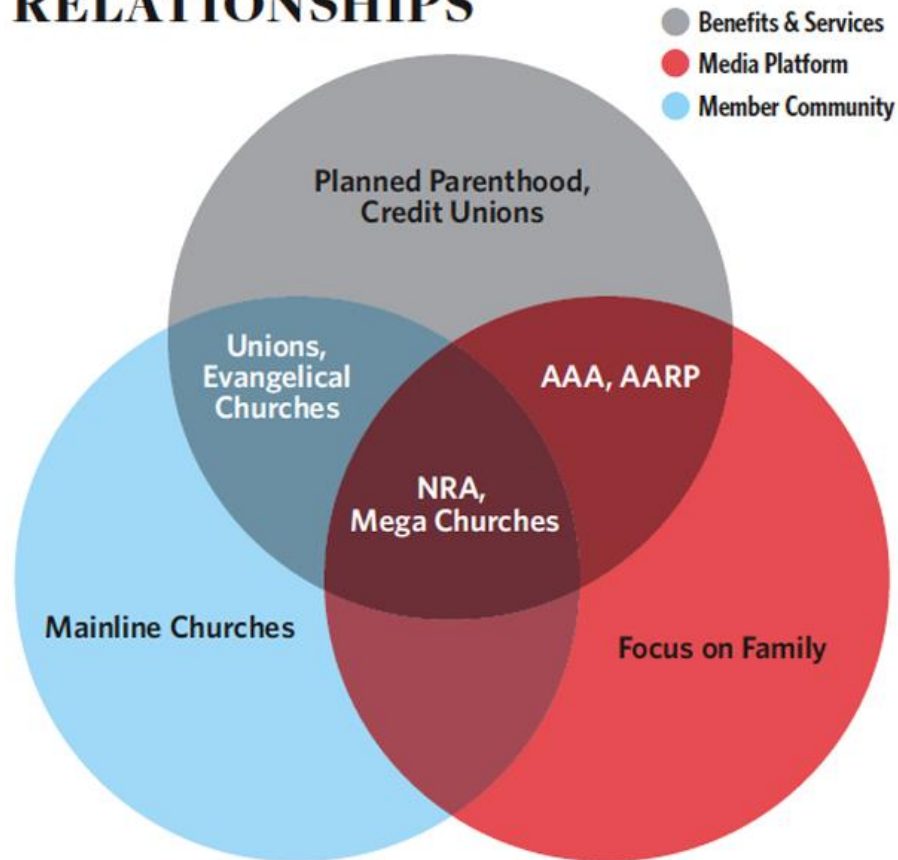 RELATIONSHIPS
Benefits & Services
Media Platform
Member Community
Planned Parenthood,
Credit Unions
Unions,
Evangelical
Churches
AAA, AARP
NRA,
Mega Churches
Mainline Churches
Focus on Family